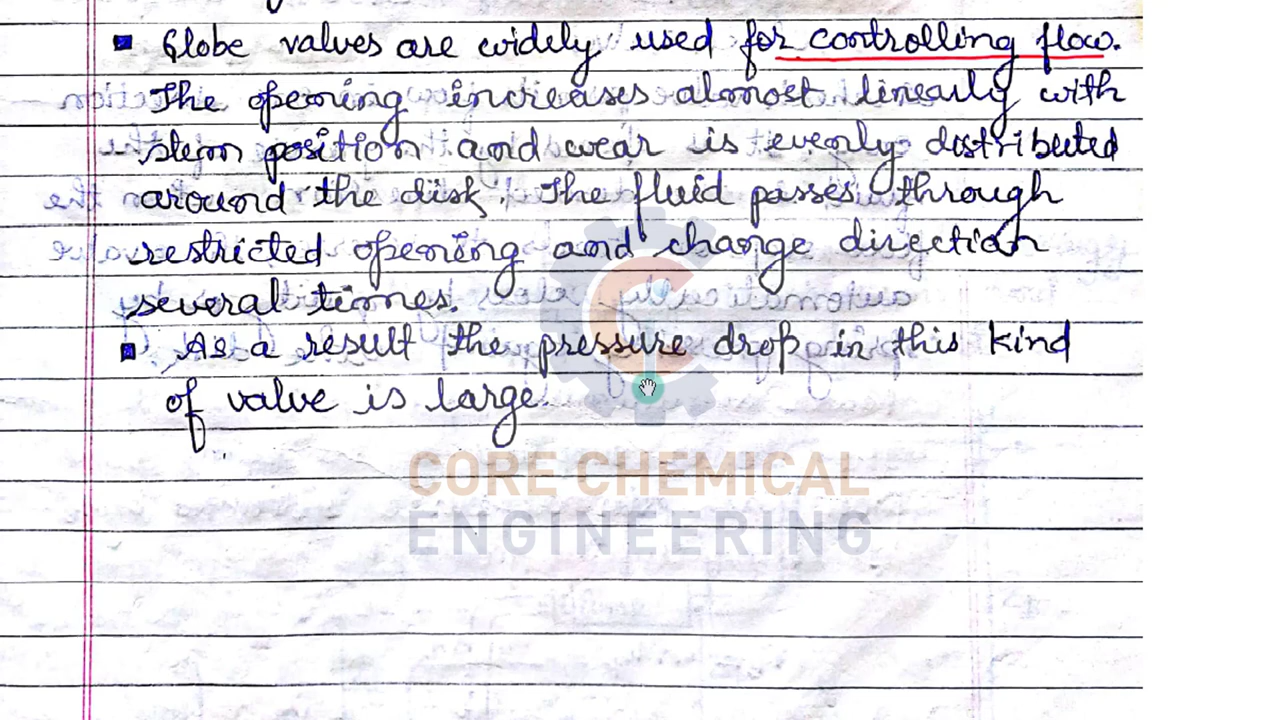 ▪ Globe valves are widely used for controlling flow.
The opening increases almost linearly with
stem position and wear is evenly distributed
around the disk. The fluid passes through
restricted opening and change direction
several times.
▪ As a result the pressure drop in this kind
of valve is large.
CORE CHEMICAL
ENGINEERING